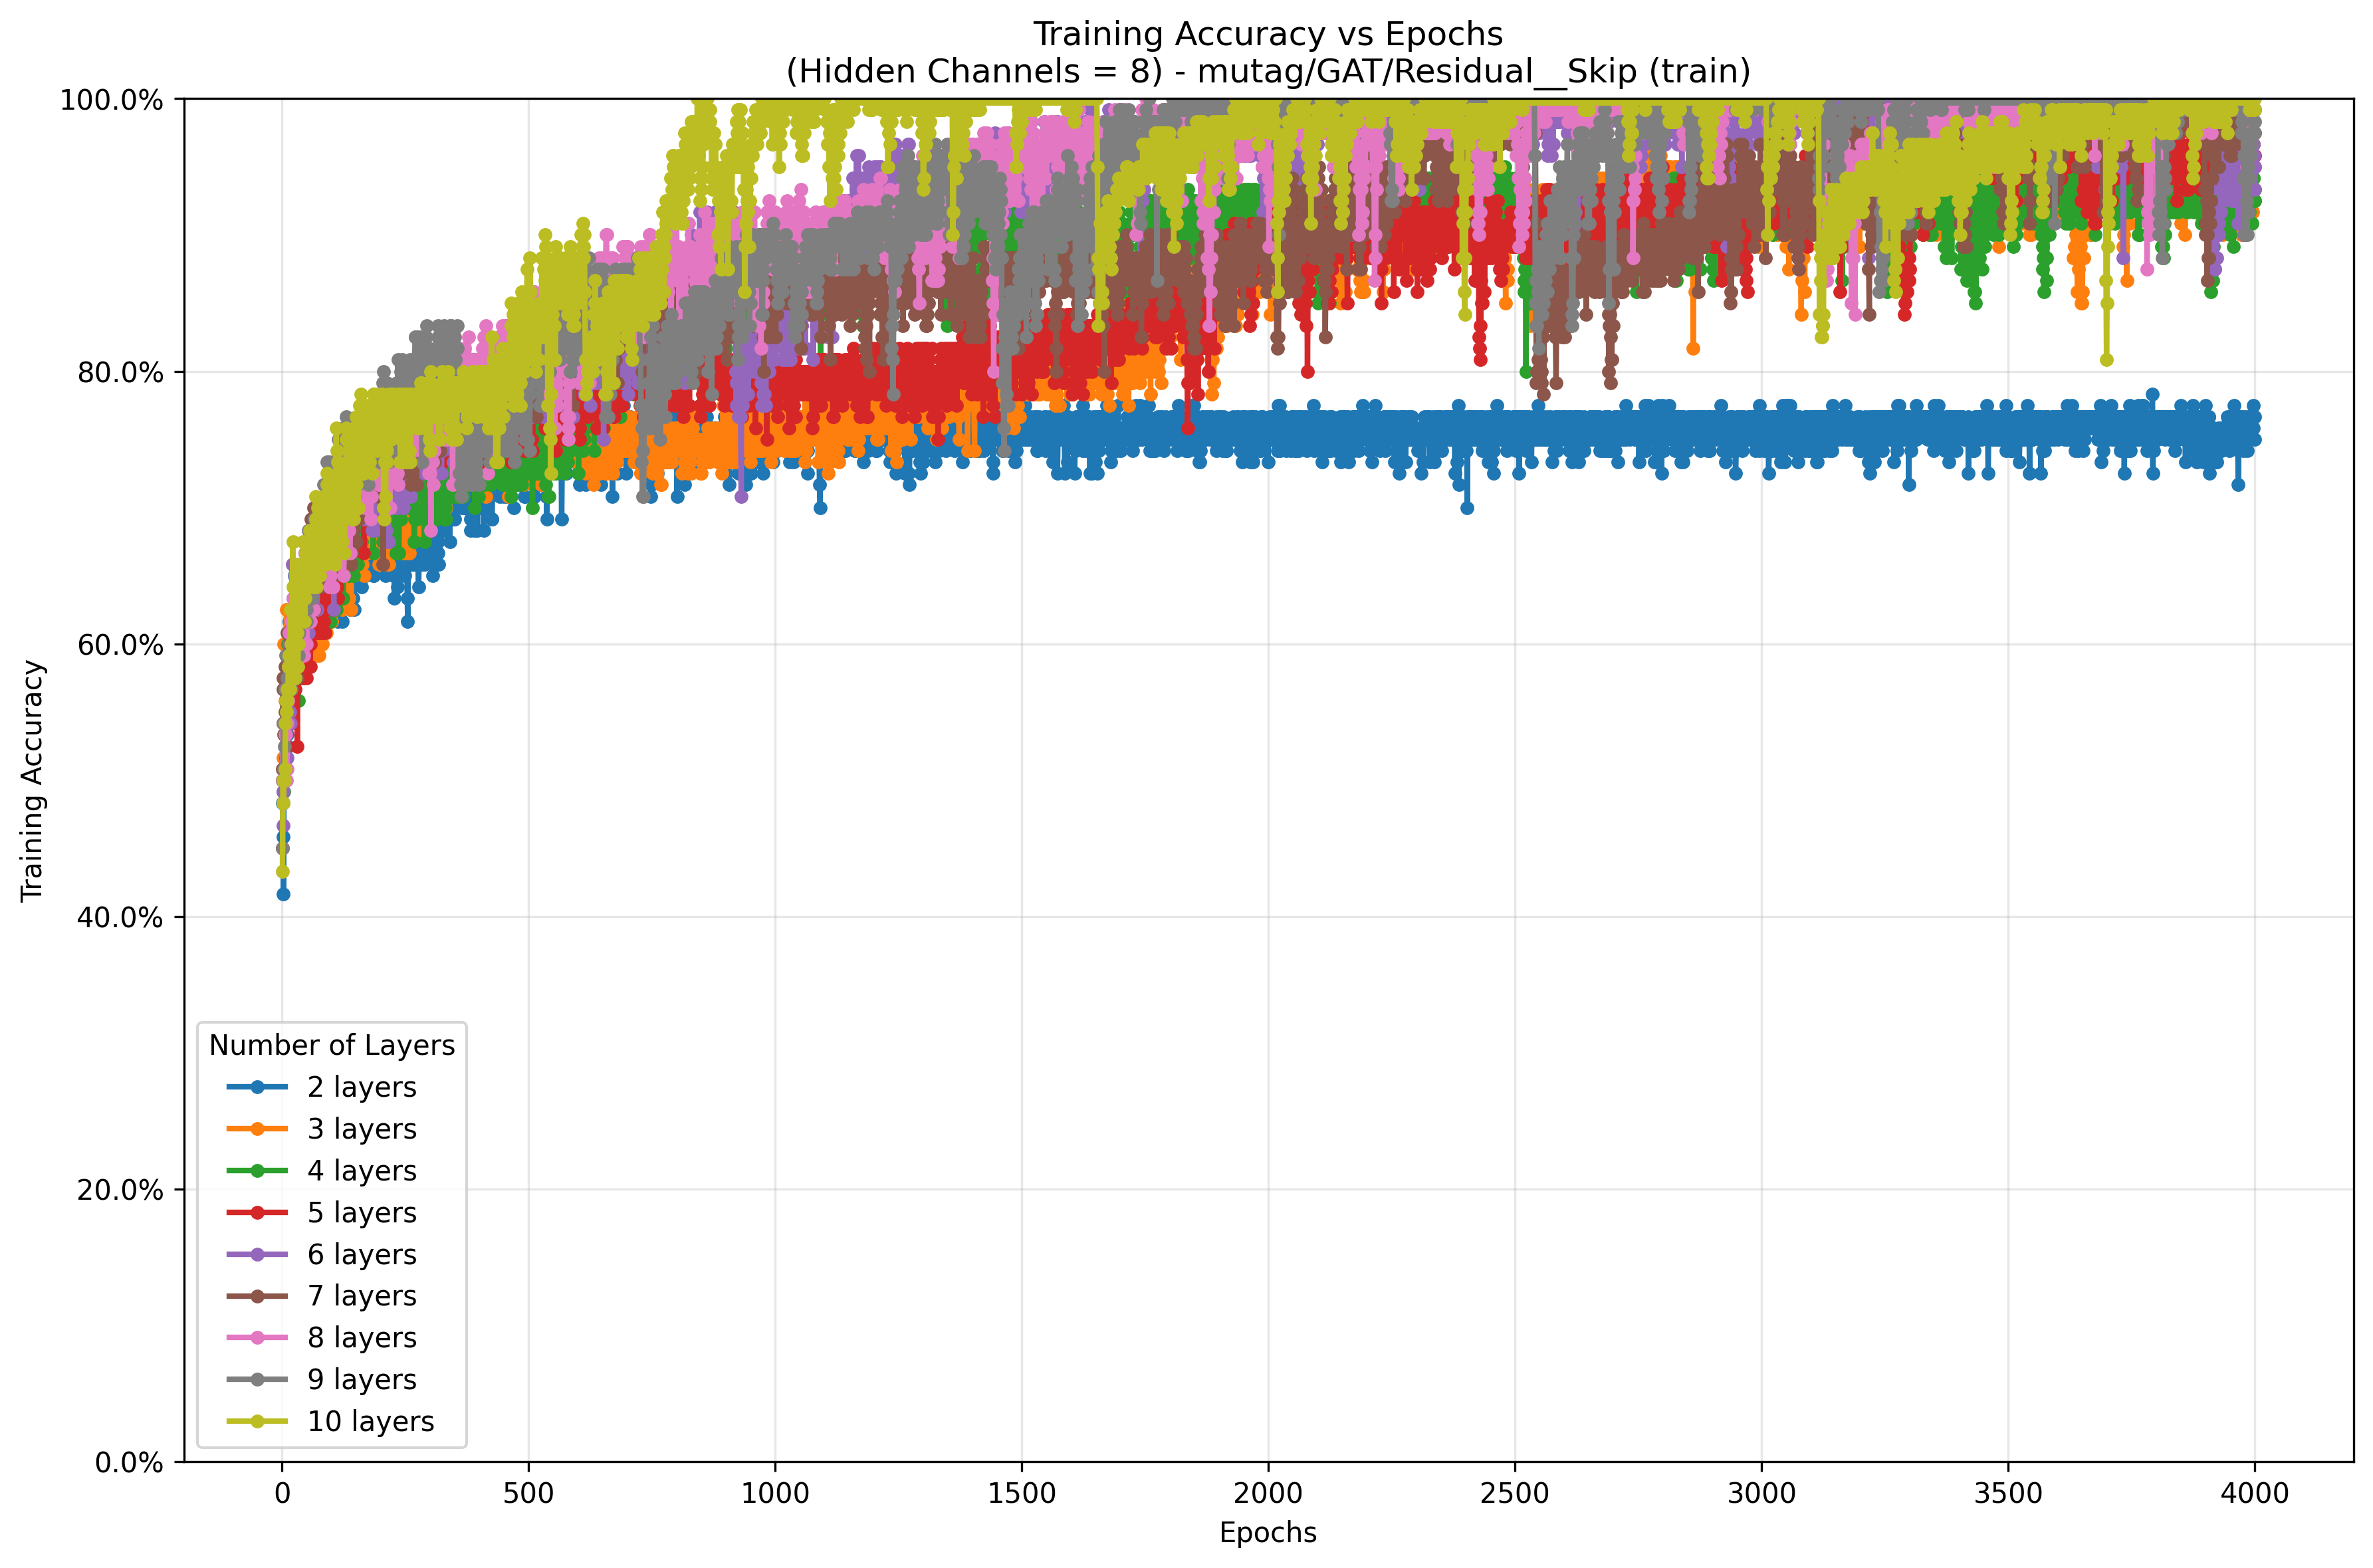 Training Accuracy vs Epochs
(Hidden Channels = 8) - mutag/GAT/Residual__Skip (train)
Training Accuracy
100.0%
80.0%
60.0%
40.0%
20.0%
0.0%
Number of Layers
2 layers
3 layers
4 layers
5 layers
6 layers
7 layers
8 layers
9 layers
10 layers
0
500
1000
1500
2000
2500
3000
3500
4000
Epochs